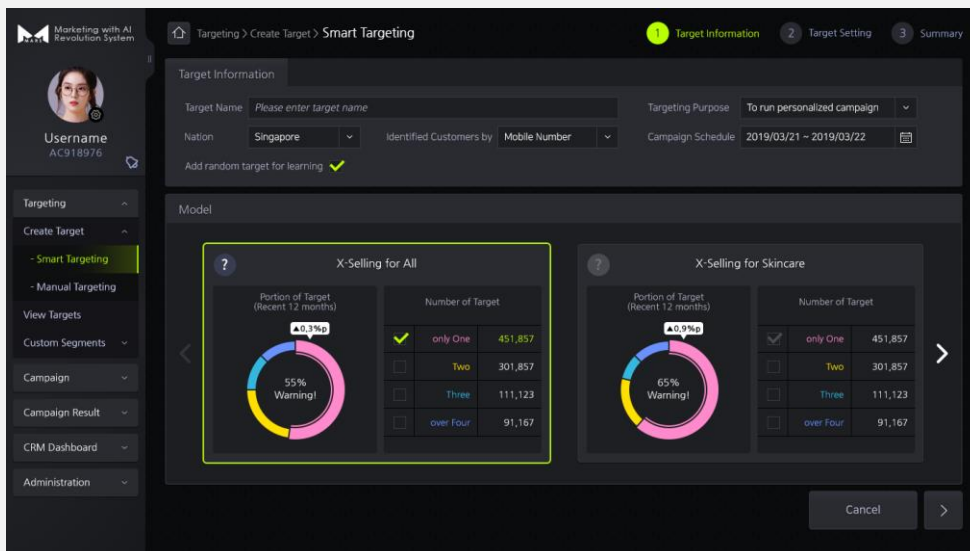 MARS
Marketing with AI
Revolution System
Username
AC918976
Targeting
Create Target
- Smart Targeting
- Manual Targeting
View Targets
Custom Segments
Campaign
Campaign Result
CRM Dashboard
Administration
Targeting > Create Target > Smart Targeting
1 Target Information
2 Target Setting
3 Summary
Target Information
Target Name Please enter target name
Targeting Purpose To run personalized campaign
Nation Singapore
Identified Customers by Mobile Number
Campaign Schedule 2019/03/21 ~ 2019/03/22
Add random target for learning
Model
? X-Selling for All
Portion of Target
(Recent 12 months)
▲0,3%p
55%
Warning!
Number of Target
only One 451,857
Two 301,857
Three 111,123
over Four 91,167
? X-Selling for Skincare
Portion of Target
(Recent 12 months)
▲0,9%p
65%
Warning!
Number of Target
only One 451,857
Two 301,857
Three 111,123
over Four 91,167
Cancel